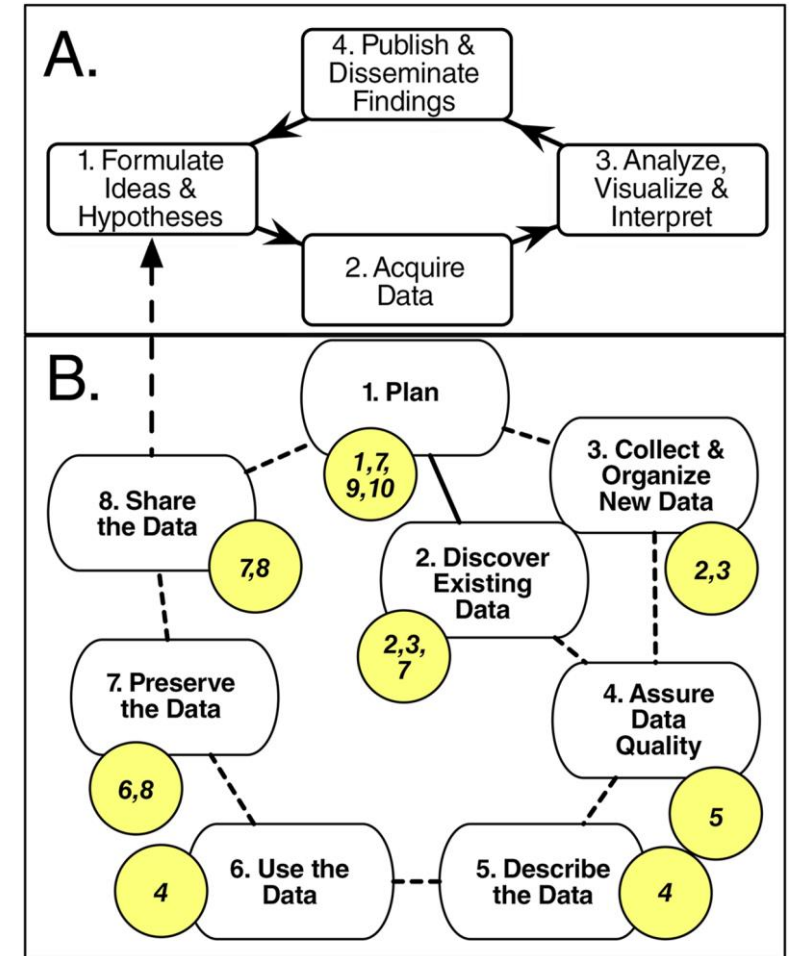 A.
4. Publish &
Disseminate
Findings
1. Formulate
Ideas &
Hypotheses
3. Analyze,
Visualize &
Interpret
2. Acquire
Data
B.
1. Plan
1,7,
9,10
3. Collect &
Organize
New Data
2,3
8. Share
the Data
7,8
2. Discover
Existing
Data
2,3,
7
7. Preserve
the Data
6,8
4. Assure
Data
Quality
5
6. Use the
Data
4
5. Describe
the Data
4